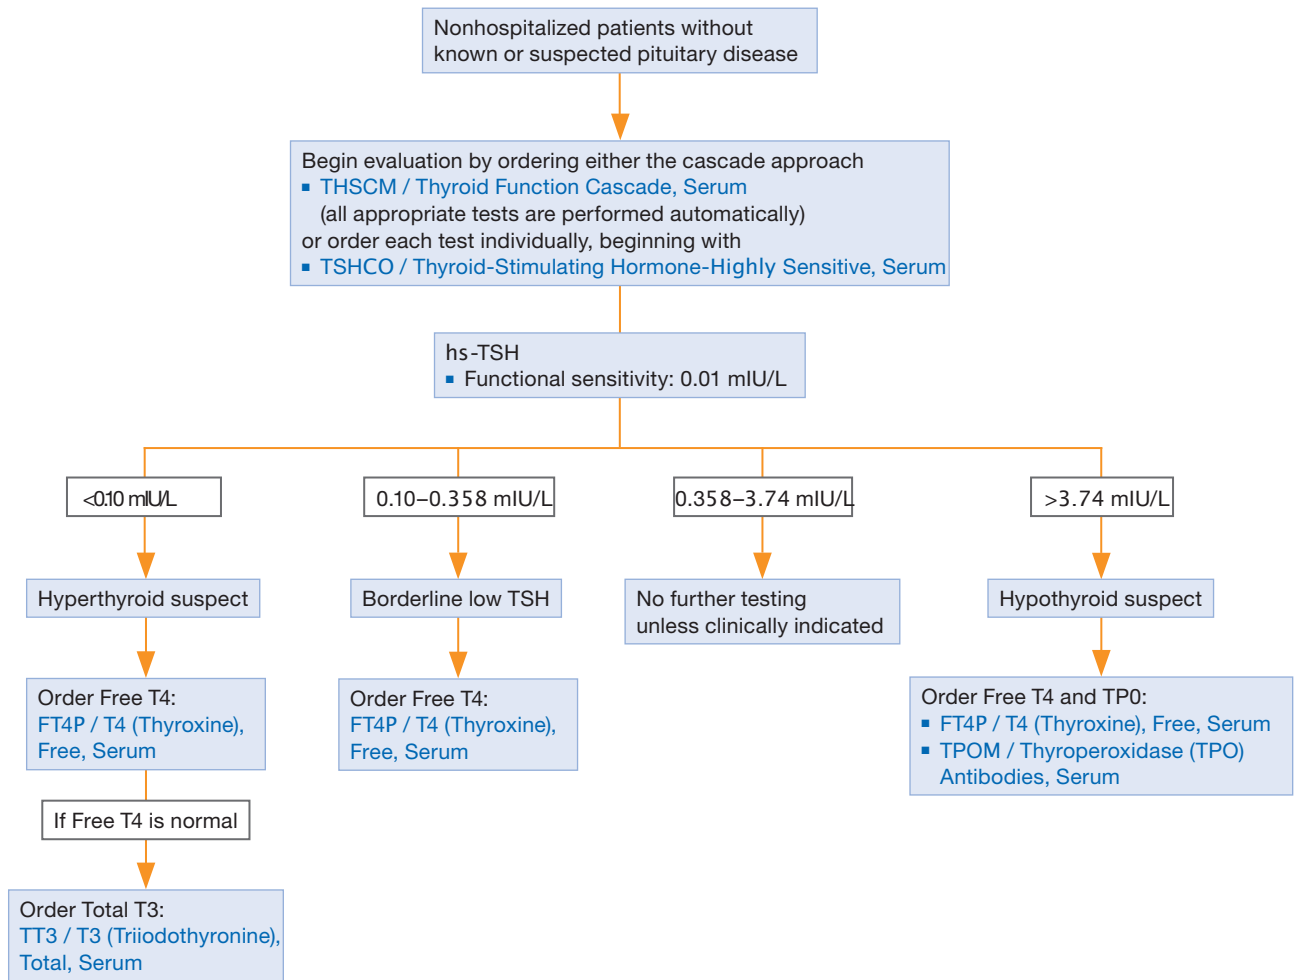 Nonhospitalized patients without
known or suspected pituitary disease
Begin evaluation by ordering either the cascade approach
▪ THSCM / Thyroid Function Cascade, Serum
(all appropriate tests are performed automatically)
or order each test individually, beginning with
▪ TSHCO / Thyroid-Stimulating Hormone-Highly Sensitive, Serum
hs-TSH
▪ Functional sensitivity: 0.01 mIU/L
<0.10 mIU/L
0.10–0.358 mIU/L
0.358–3.74 mIU/L
>3.74 mIU/L
Hyperthyroid suspect
Borderline low TSH
No further testing
unless clinically indicated
Hypothyroid suspect
Order Free T4:
FT4P / T4 (Thyroxine),
Free, Serum
Order Free T4:
FT4P / T4 (Thyroxine),
Free, Serum
Order Free T4 and TP0:
▪ FT4P / T4 (Thyroxine), Free, Serum
▪ TPOM / Thyroperoxidase (TPO)
Antibodies, Serum
If Free T4 is normal
Order Total T3:
TT3 / T3 (Triiodothyronine),
Total, Serum